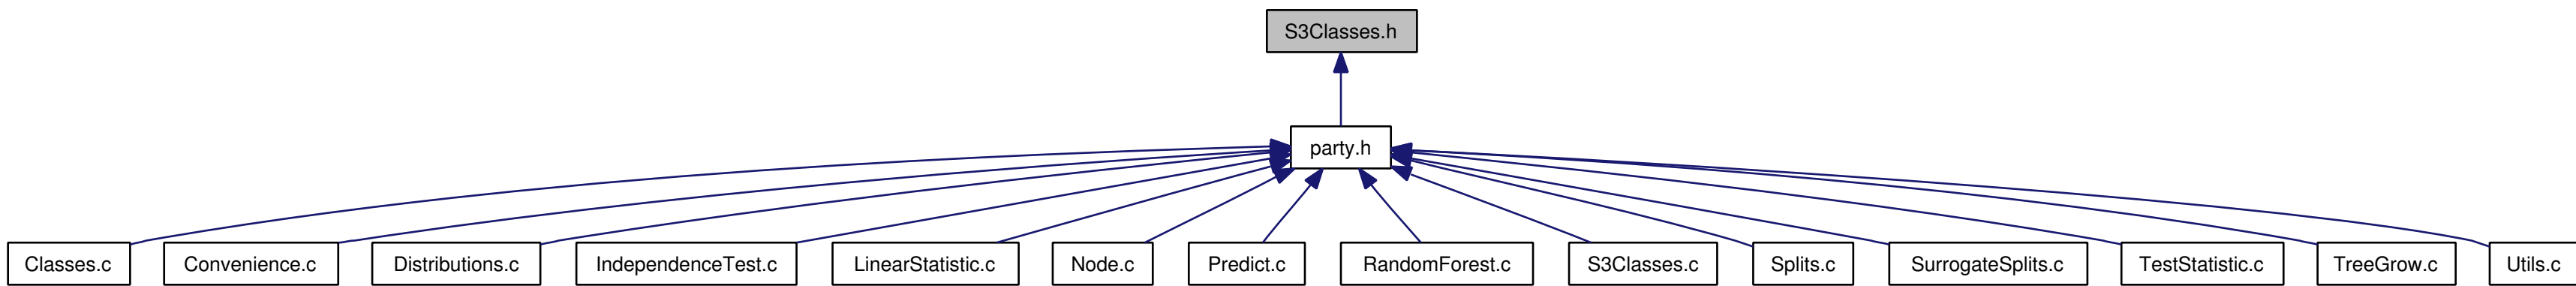 S3Classes.h
party.h
Classes.c
Convenience.c
Distributions.c
IndependenceTest.c
LinearStatistic.c
Node.c
Predict.c
RandomForest.c
S3Classes.c
Splits.c
SurrogateSplits.c
TestStatistic.c
TreeGrow.c
Utils.c